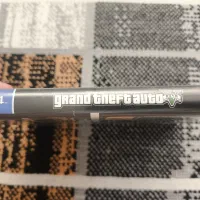 grand theft auto V